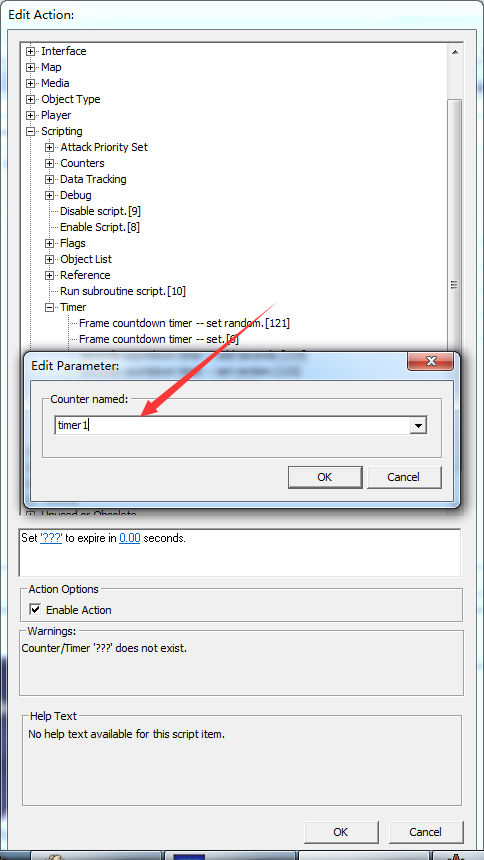 Edit Action:
Interface
Map
Media
Object Type
Player
Scripting
Attack Priority Set
Counters
Data Tracking
Debug
Disable script.[9]
Enable Script.[8]
Flags
Object List
Reference
Run subroutine script.[10]
Timer
Frame countdown timer -- set random.[121]
Frame countdown timer -- set.[6]
Edit Parameter:
Counter named:
timer1
OK
Cancel
Unused or Obsolete
Set '???' to expire in 0.00 seconds.
Action Options
Enable Action
Warnings:
Counter/Timer '???' does not exist.
Help Text
No help text available for this script item.
OK
Cancel